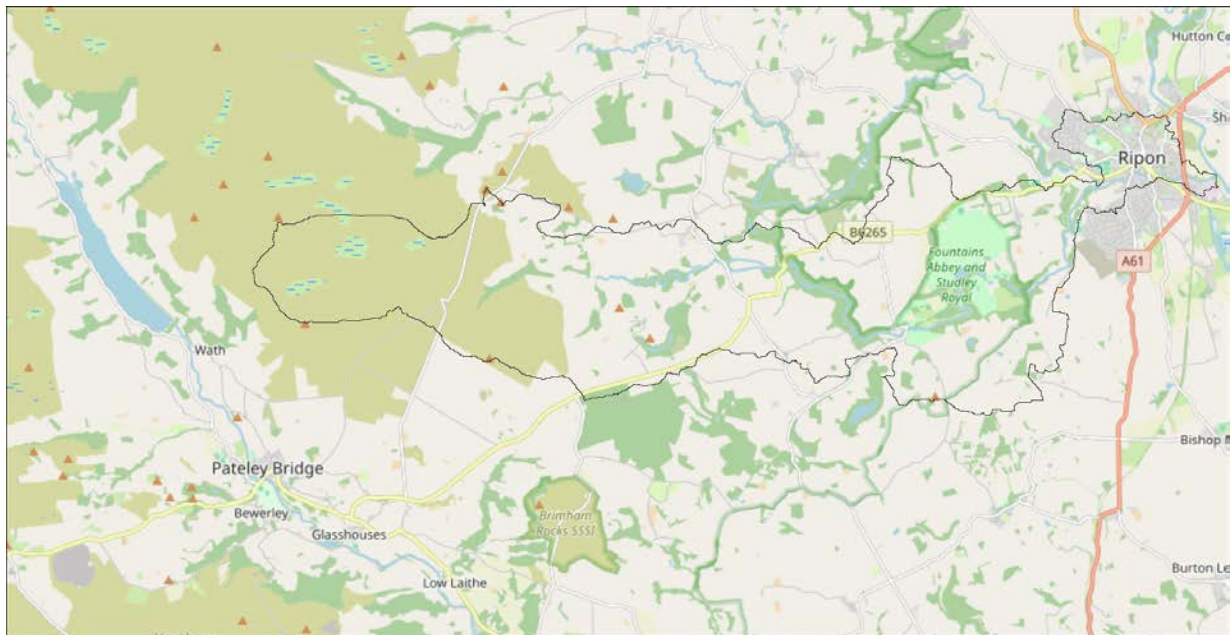 Hutton Co
Sh
Ripon
B6265
Fountains
Abbey and
Studley
Royal
A61
Wath
Pateley Bridge
Bewerley
Glasshouses
Brimham
Rocks SSSI
Low Laithe
Bishop M
Burton Le